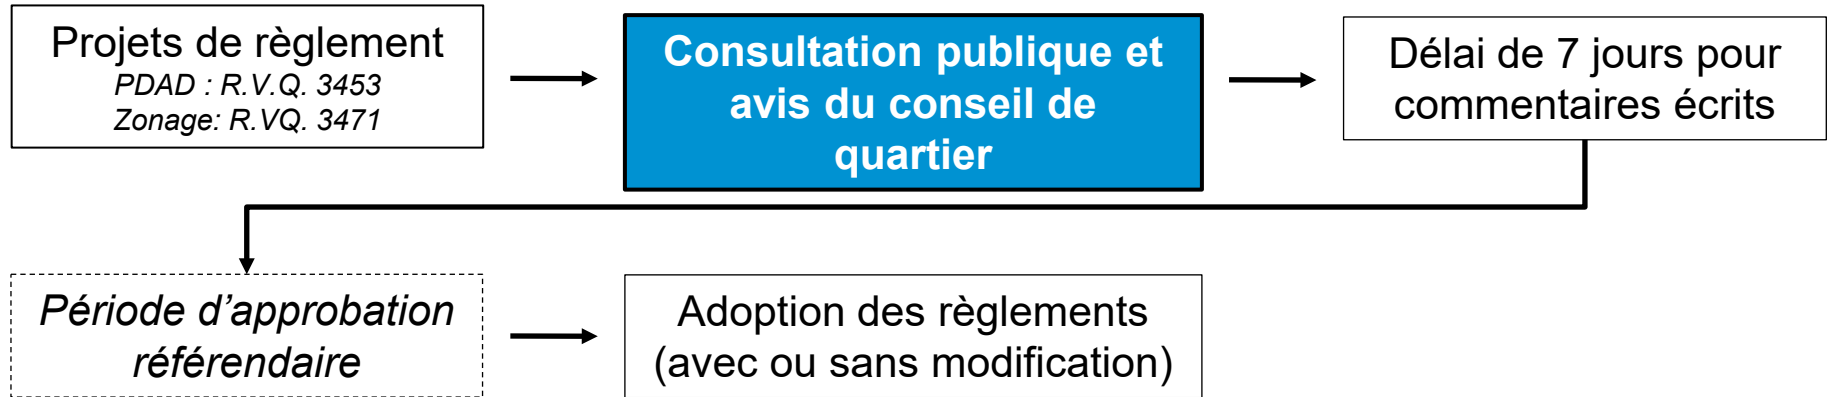 Projets de règlement
PDAD : R.V.Q. 3453
Zonage: R.VQ. 3471
Consultation publique et
avis du conseil de
quartier
Délai de 7 jours pour
commentaires écrits
Période d’approbation
référendaire
Adoption des règlements
(avec ou sans modification)